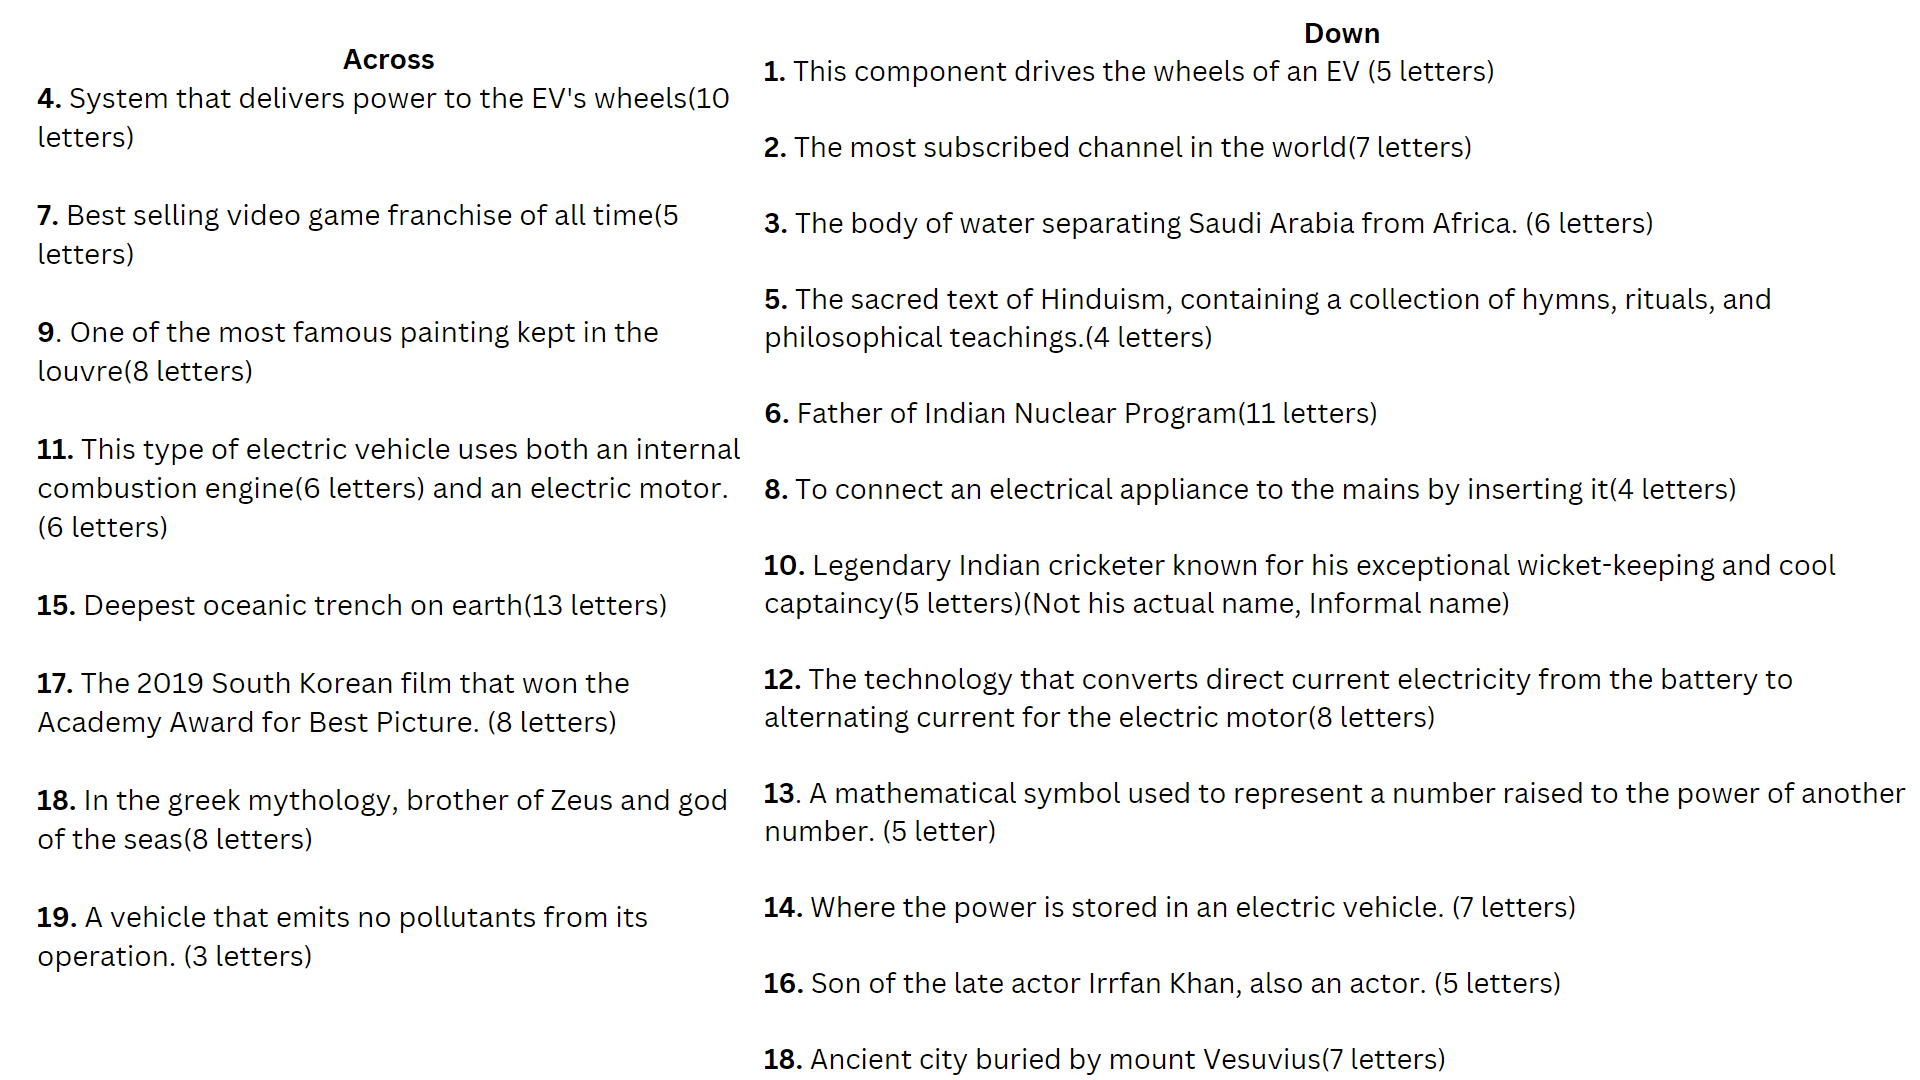 Across
4. System that delivers power to the EV's wheels(10
letters)
7. Best selling video game franchise of all time(5
letters)
9. One of the most famous painting kept in the
louvre(8 letters)
11. This type of electric vehicle uses both an internal
combustion engine(6 letters) and an electric motor.
(6 letters)
15. Deepest oceanic trench on earth(13 letters)
17. The 2019 South Korean film that won the
Academy Award for Best Picture. (8 letters)
18. In the greek mythology, brother of Zeus and god
of the seas(8 letters)
19. A vehicle that emits no pollutants from its
operation. (3 letters)
Down
1. This component drives the wheels of an EV (5 letters)
2. The most subscribed channel in the world(7 letters)
3. The body of water separating Saudi Arabia from Africa. (6 letters)
5. The sacred text of Hinduism, containing a collection of hymns, rituals, and
philosophical teachings.(4 letters)
6. Father of Indian Nuclear Program(11 letters)
8. To connect an electrical appliance to the mains by inserting it(4 letters)
10. Legendary Indian cricketer known for his exceptional wicket-keeping and cool
captaincy(5 letters)(Not his actual name, Informal name)
12. The technology that converts direct current electricity from the battery to
alternating current for the electric motor(8 letters)
13. A mathematical symbol used to represent a number raised to the power of another
number. (5 letter)
14. Where the power is stored in an electric vehicle. (7 letters)
16. Son of the late actor Irrfan Khan, also an actor. (5 letters)
18. Ancient city buried by mount Vesuvius(7 letters)